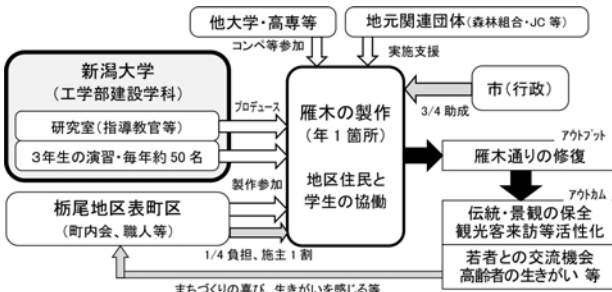 他大学・高専等
地元関連団体(森林組合・JC 等)
コンペ等参加
実施支援
新潟大学
(工学部建設学科)
プロデュース
研究室(指導教官等)
3年生の演習・毎年約 50 名
雁木の製作
(年1箇所)
地区住民と
学生の協働
市(行政)
3/4 助成
アウトプット
雁木通りの修復
製作参加
栃尾地区表町区
(町内会、職人等)
1/4 負担、施主1割
アウトカム
伝統・景観の保全
観光客来訪等活性化
若者との交流機会
高齢者の生きがい 等
まちづくりの喜び、生きがいを感じる等